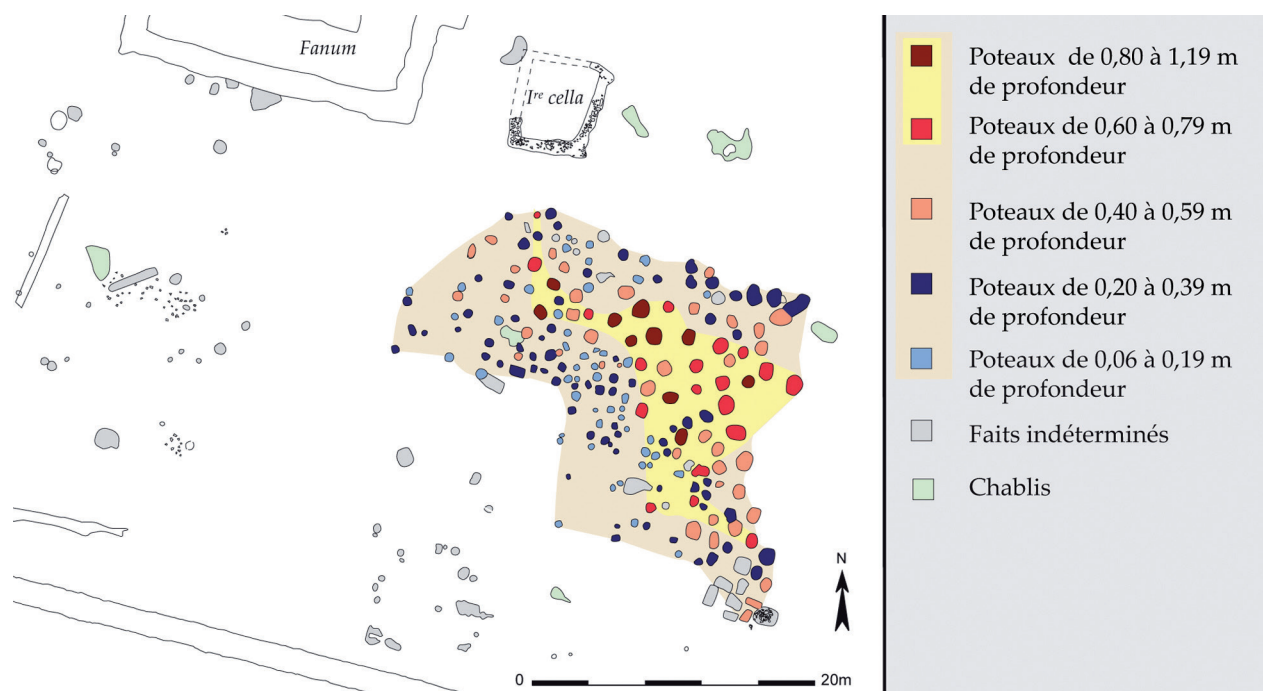 Fanum
Ire cella
N
0
20m
Poteaux de 0,80 à 1,19 m
de profondeur
Poteaux de 0,60 à 0,79 m
de profondeur
Poteaux de 0,40 à 0,59 m
de profondeur
Poteaux de 0,20 à 0,39 m
de profondeur
Poteaux de 0,06 à 0,19 m
de profondeur
Faits indéterminés
Chablis